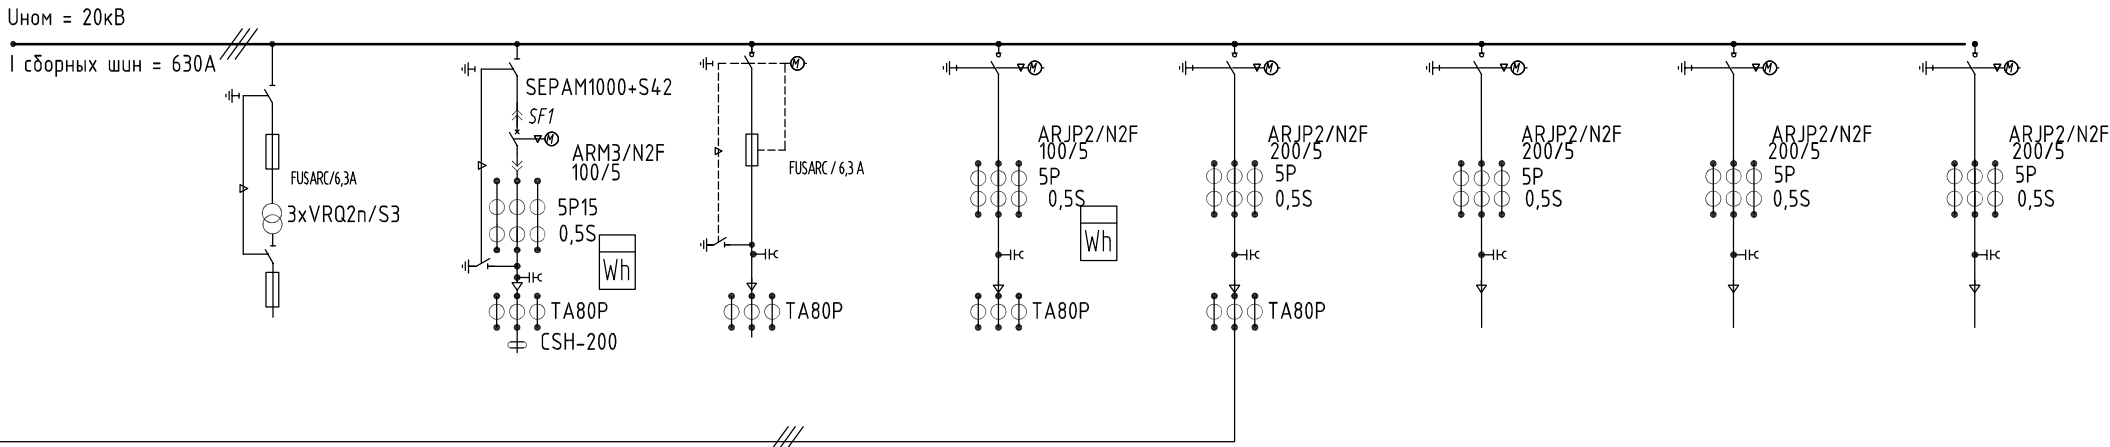 Uном = 20кВ
I сборных шин = 630А
FUSARC/6,3А
3xVRQ2n/S3
SEPAM1000+S42
SF1
M
ARM3/N2F
100/5
5P15
0,5S
Wh
TA80P
CSH-200
M
FUSARC/6,3 А
TA80P
M
ARJP2/N2F
100/5
5P
0,5S
Wh
TA80P
M
ARJP2/N2F
200/5
5P
0,5S
TA80P
M
ARJP2/N2F
200/5
5P
0,5S
M
ARJP2/N2F
200/5
5P
0,5S
M
ARJP2/N2F
200/5
5P
0,5S